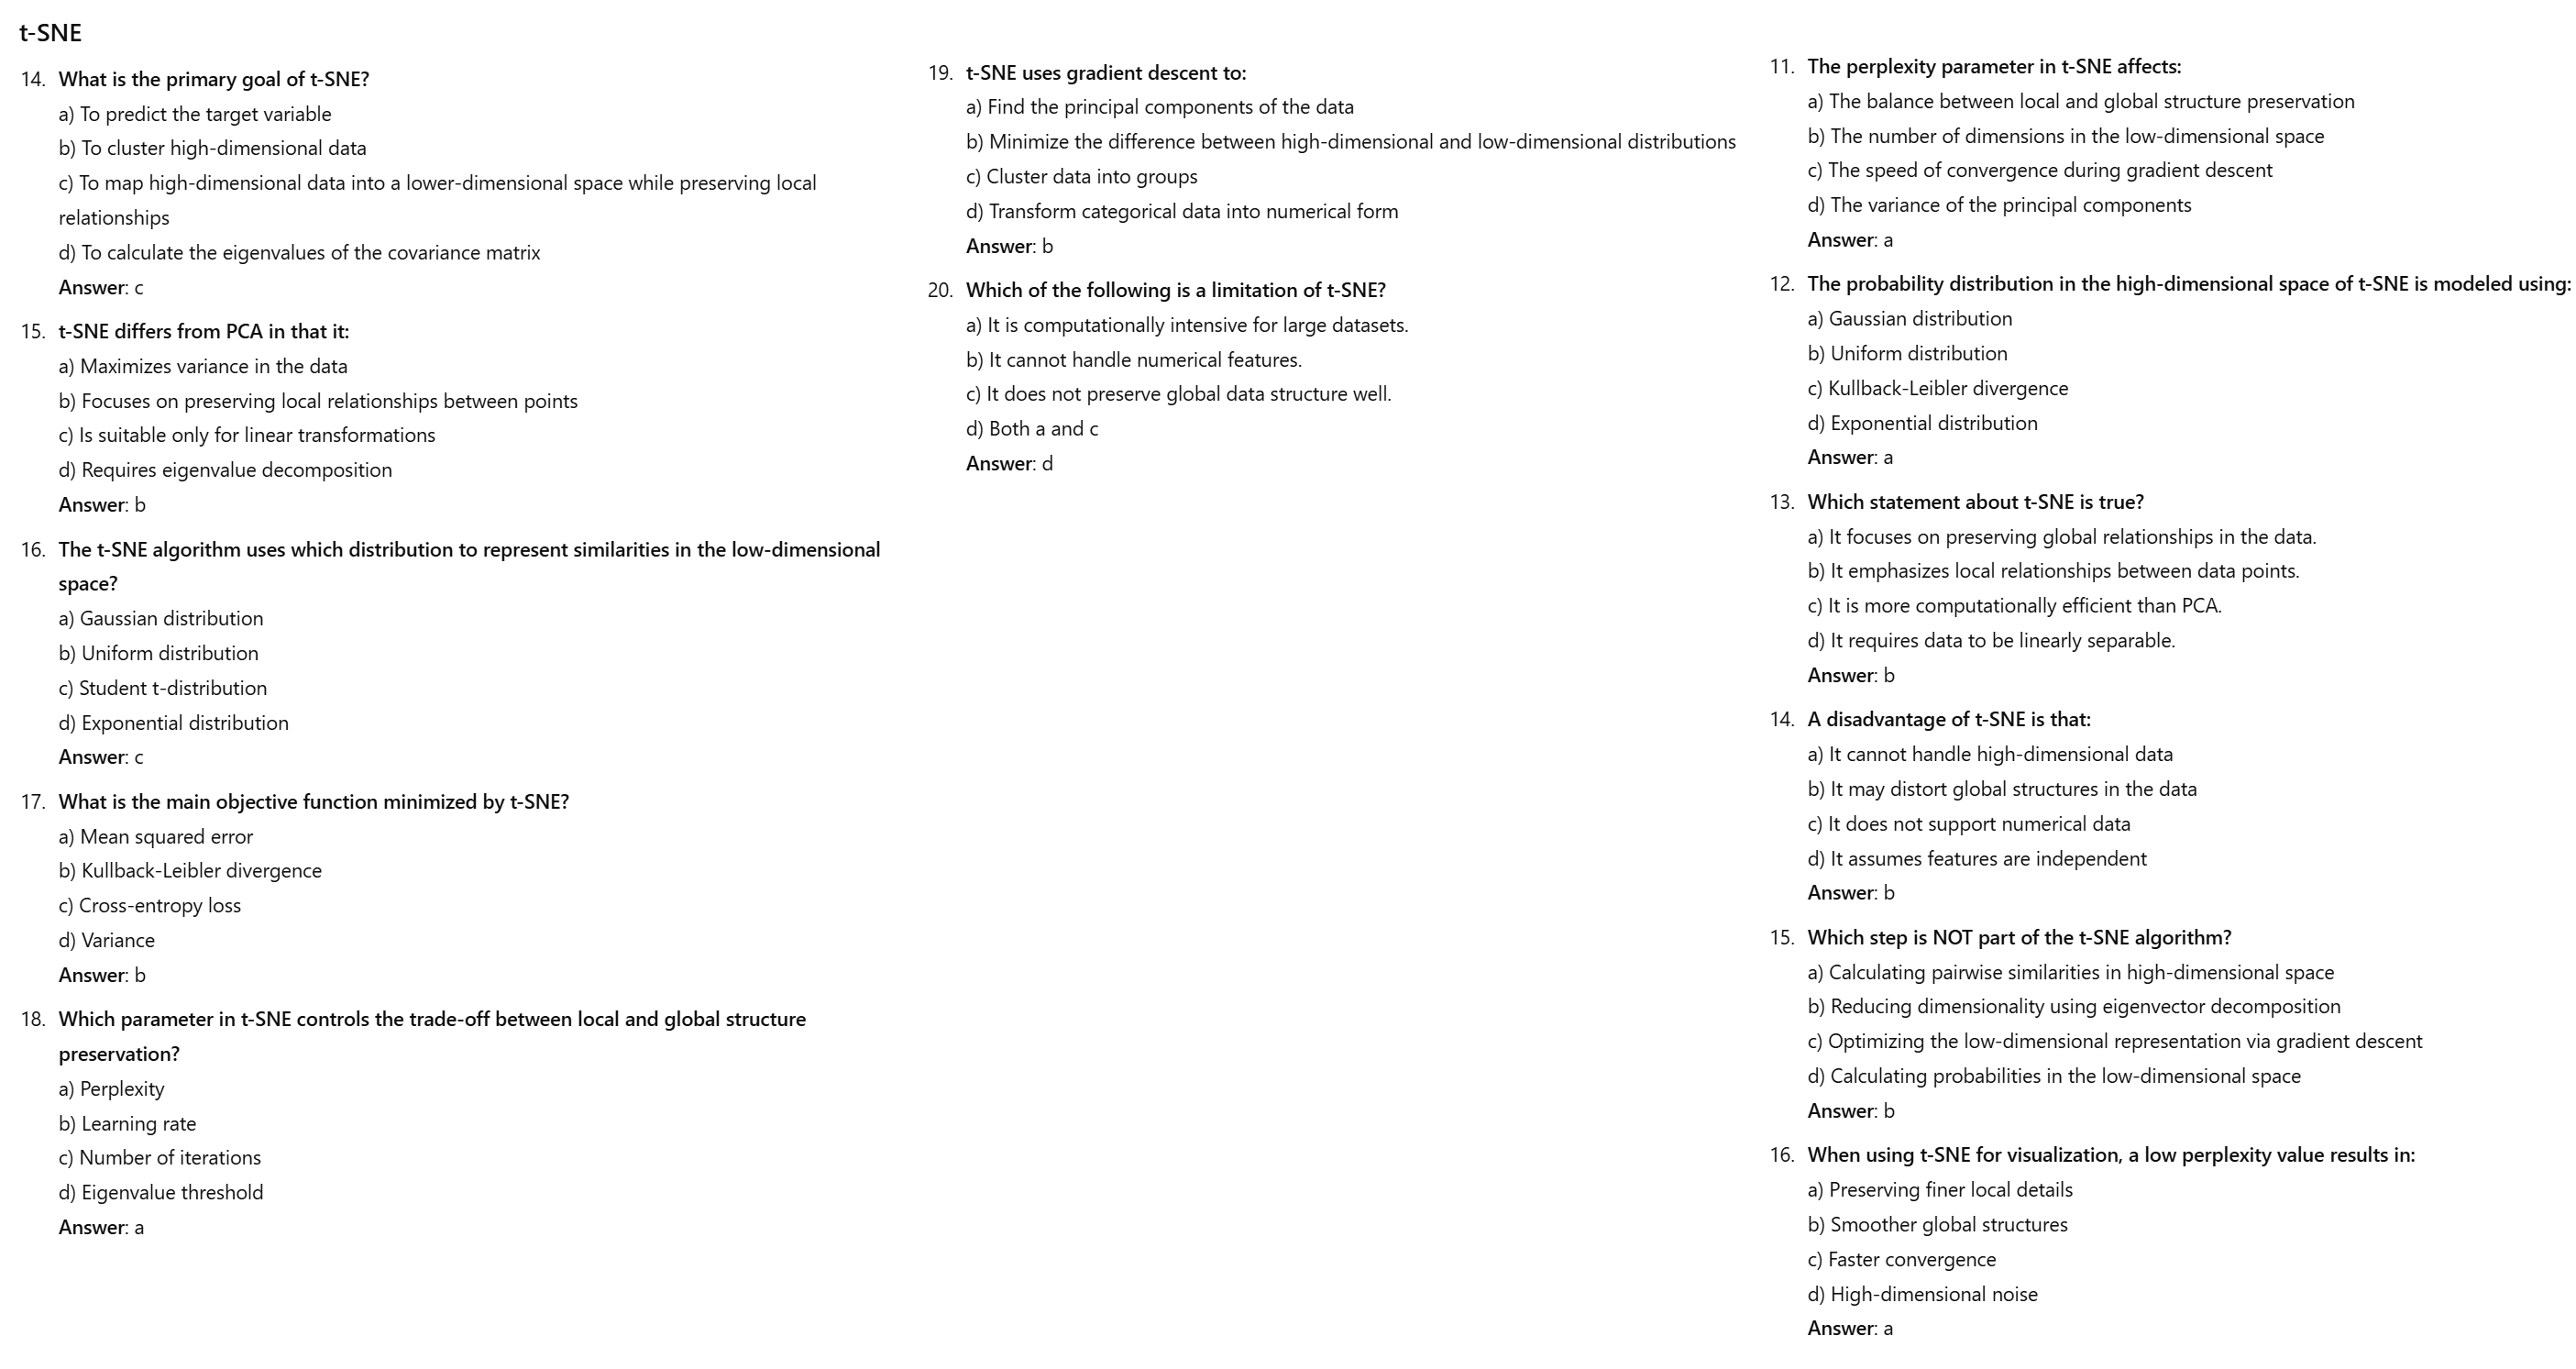 t-SNE
14. What is the primary goal of t-SNE?
a) To predict the target variable
b) To cluster high-dimensional data
c) To map high-dimensional data into a lower-dimensional space while preserving local
relationships
d) To calculate the eigenvalues of the covariance matrix
Answer: c
15. t-SNE differs from PCA in that it:
a) Maximizes variance in the data
b) Focuses on preserving local relationships between points
c) Is suitable only for linear transformations
d) Requires eigenvalue decomposition
Answer: b
16. The t-SNE algorithm uses which distribution to represent similarities in the low-dimensional
space?
a) Gaussian distribution
b) Uniform distribution
c) Student t-distribution
d) Exponential distribution
Answer: c
17. What is the main objective function minimized by t-SNE?
a) Mean squared error
b) Kullback-Leibler divergence
c) Cross-entropy loss
d) Variance
Answer: b
18. Which parameter in t-SNE controls the trade-off between local and global structure
preservation?
a) Perplexity
b) Learning rate
c) Number of iterations
d) Eigenvalue threshold
Answer: a
19. t-SNE uses gradient descent to:
a) Find the principal components of the data
b) Minimize the difference between high-dimensional and low-dimensional distributions
c) Cluster data into groups
d) Transform categorical data into numerical form
Answer: b
20. Which of the following is a limitation of t-SNE?
a) It is computationally intensive for large datasets.
b) It cannot handle numerical features.
c) It does not preserve global data structure well.
d) Both a and c
Answer: d
11. The perplexity parameter in t-SNE affects:
a) The balance between local and global structure preservation
b) The number of dimensions in the low-dimensional space
c) The speed of convergence during gradient descent
d) The variance of the principal components
Answer: a
12. The probability distribution in the high-dimensional space of t-SNE is modeled using:
a) Gaussian distribution
b) Uniform distribution
c) Kullback-Leibler divergence
d) Exponential distribution
Answer: a
13. Which statement about t-SNE is true?
a) It focuses on preserving global relationships in the data.
b) It emphasizes local relationships between data points.
c) It is more computationally efficient than PCA.
d) It requires data to be linearly separable.
Answer: b
14. A disadvantage of t-SNE is that:
a) It cannot handle high-dimensional data
b) It may distort global structures in the data
c) It does not support numerical data
d) It assumes features are independent
Answer: b
15. Which step is NOT part of the t-SNE algorithm?
a) Calculating pairwise similarities in high-dimensional space
b) Reducing dimensionality using eigenvector decomposition
c) Optimizing the low-dimensional representation via gradient descent
d) Calculating probabilities in the low-dimensional space
Answer: b
16. When using t-SNE for visualization, a low perplexity value results in:
a) Preserving finer local details
b) Smoother global structures
c) Faster convergence
d) High-dimensional noise
Answer: a